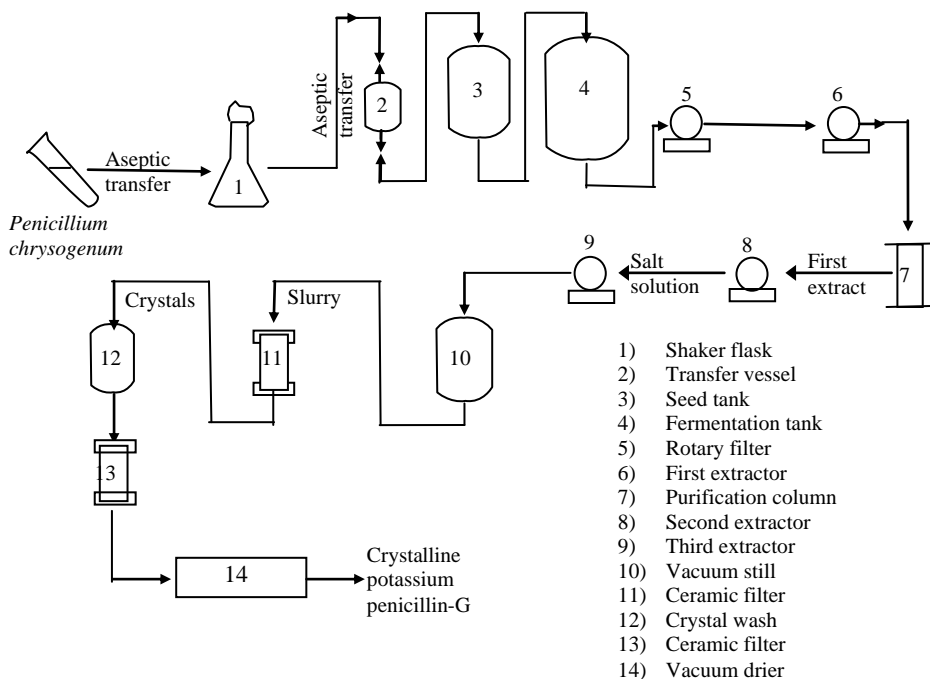 Aseptic
transfer
Penicillium
chrysogenum
1
Aseptic
transfer
2
3
4
5
6
7
First
extract
8
Salt
solution
9
10
Slurry
11
Crystals
12
13
14
Crystalline
potassium
penicillin-G
1) Shaker flask
2) Transfer vessel
3) Seed tank
4) Fermentation tank
5) Rotary filter
6) First extractor
7) Purification column
8) Second extractor
9) Third extractor
10) Vacuum still
11) Ceramic filter
12) Crystal wash
13) Ceramic filter
14) Vacuum drier